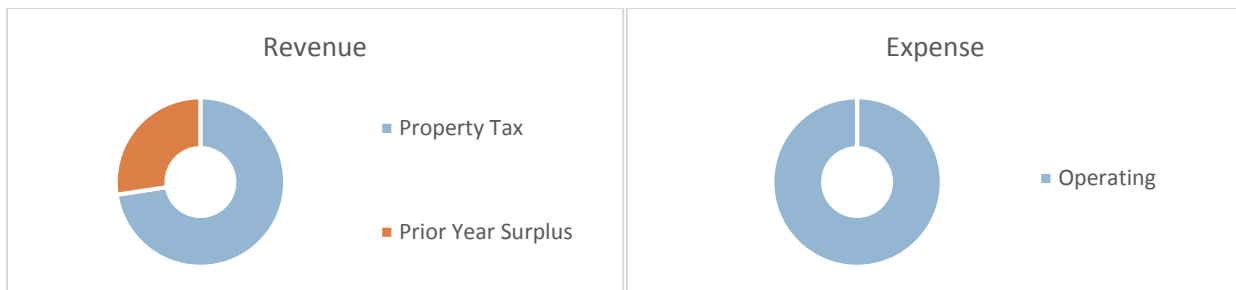 Revenue
Property Tax
Prior Year Surplus
Expense
Operating